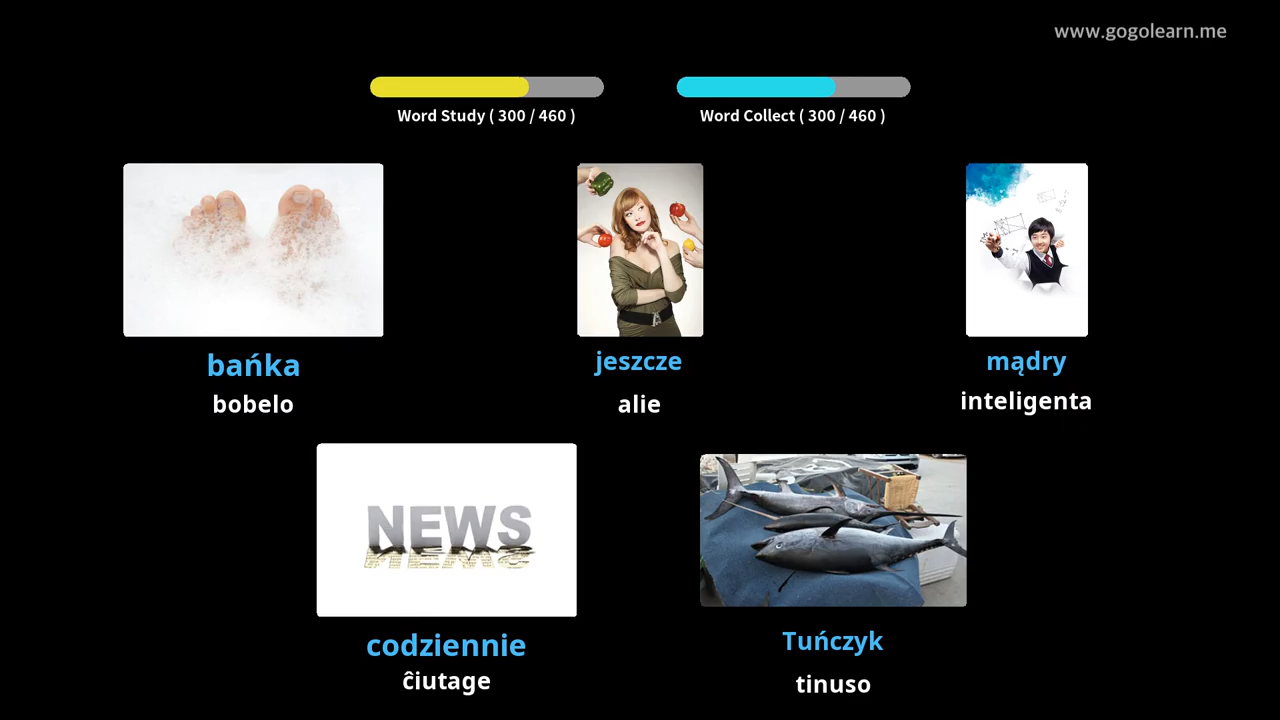 www.gogolearn.me
Word Study ( 300 / 460 )
Word Collect ( 300 / 460 )
bańka
bobelo
jeszcze
alie
mądry
inteligenta
NEWS
codziennie
ĉiutage
Tuńczyk
tinuso